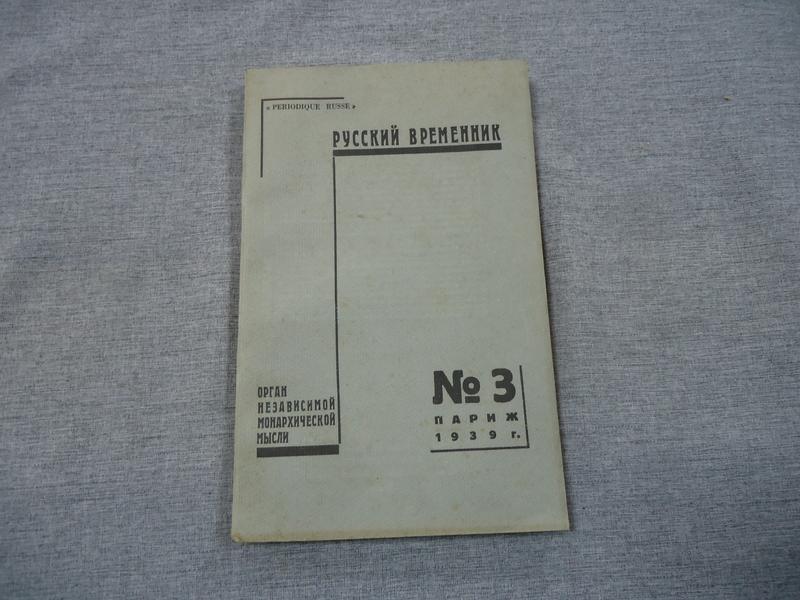 « PERIODIQUE RUSSE »
РУССКИЙ ВРЕМЕННИК
ОРГАН
НЕЗАВИСИМОЙ
МОНАРХИЧЕСКОЙ
МЫСЛИ
№ 3
ПАРИЖ
1939 г.